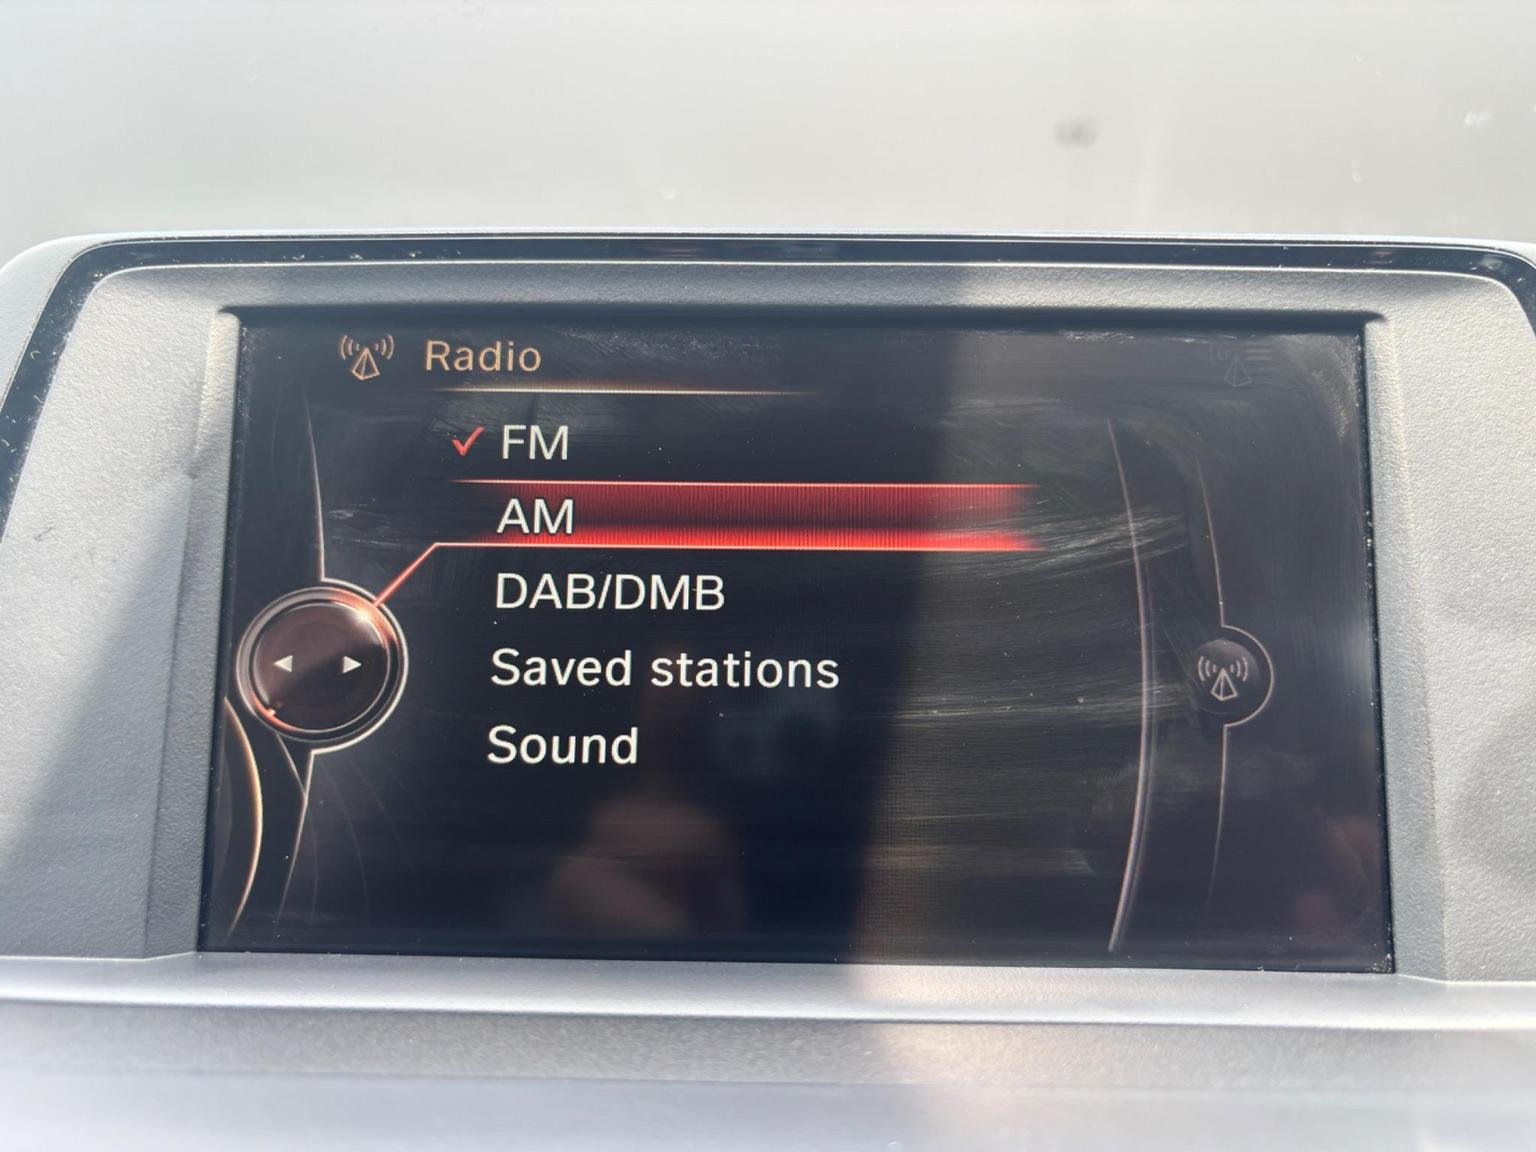 Radio
FM
AM
DAB/DMB
Saved stations
Sound